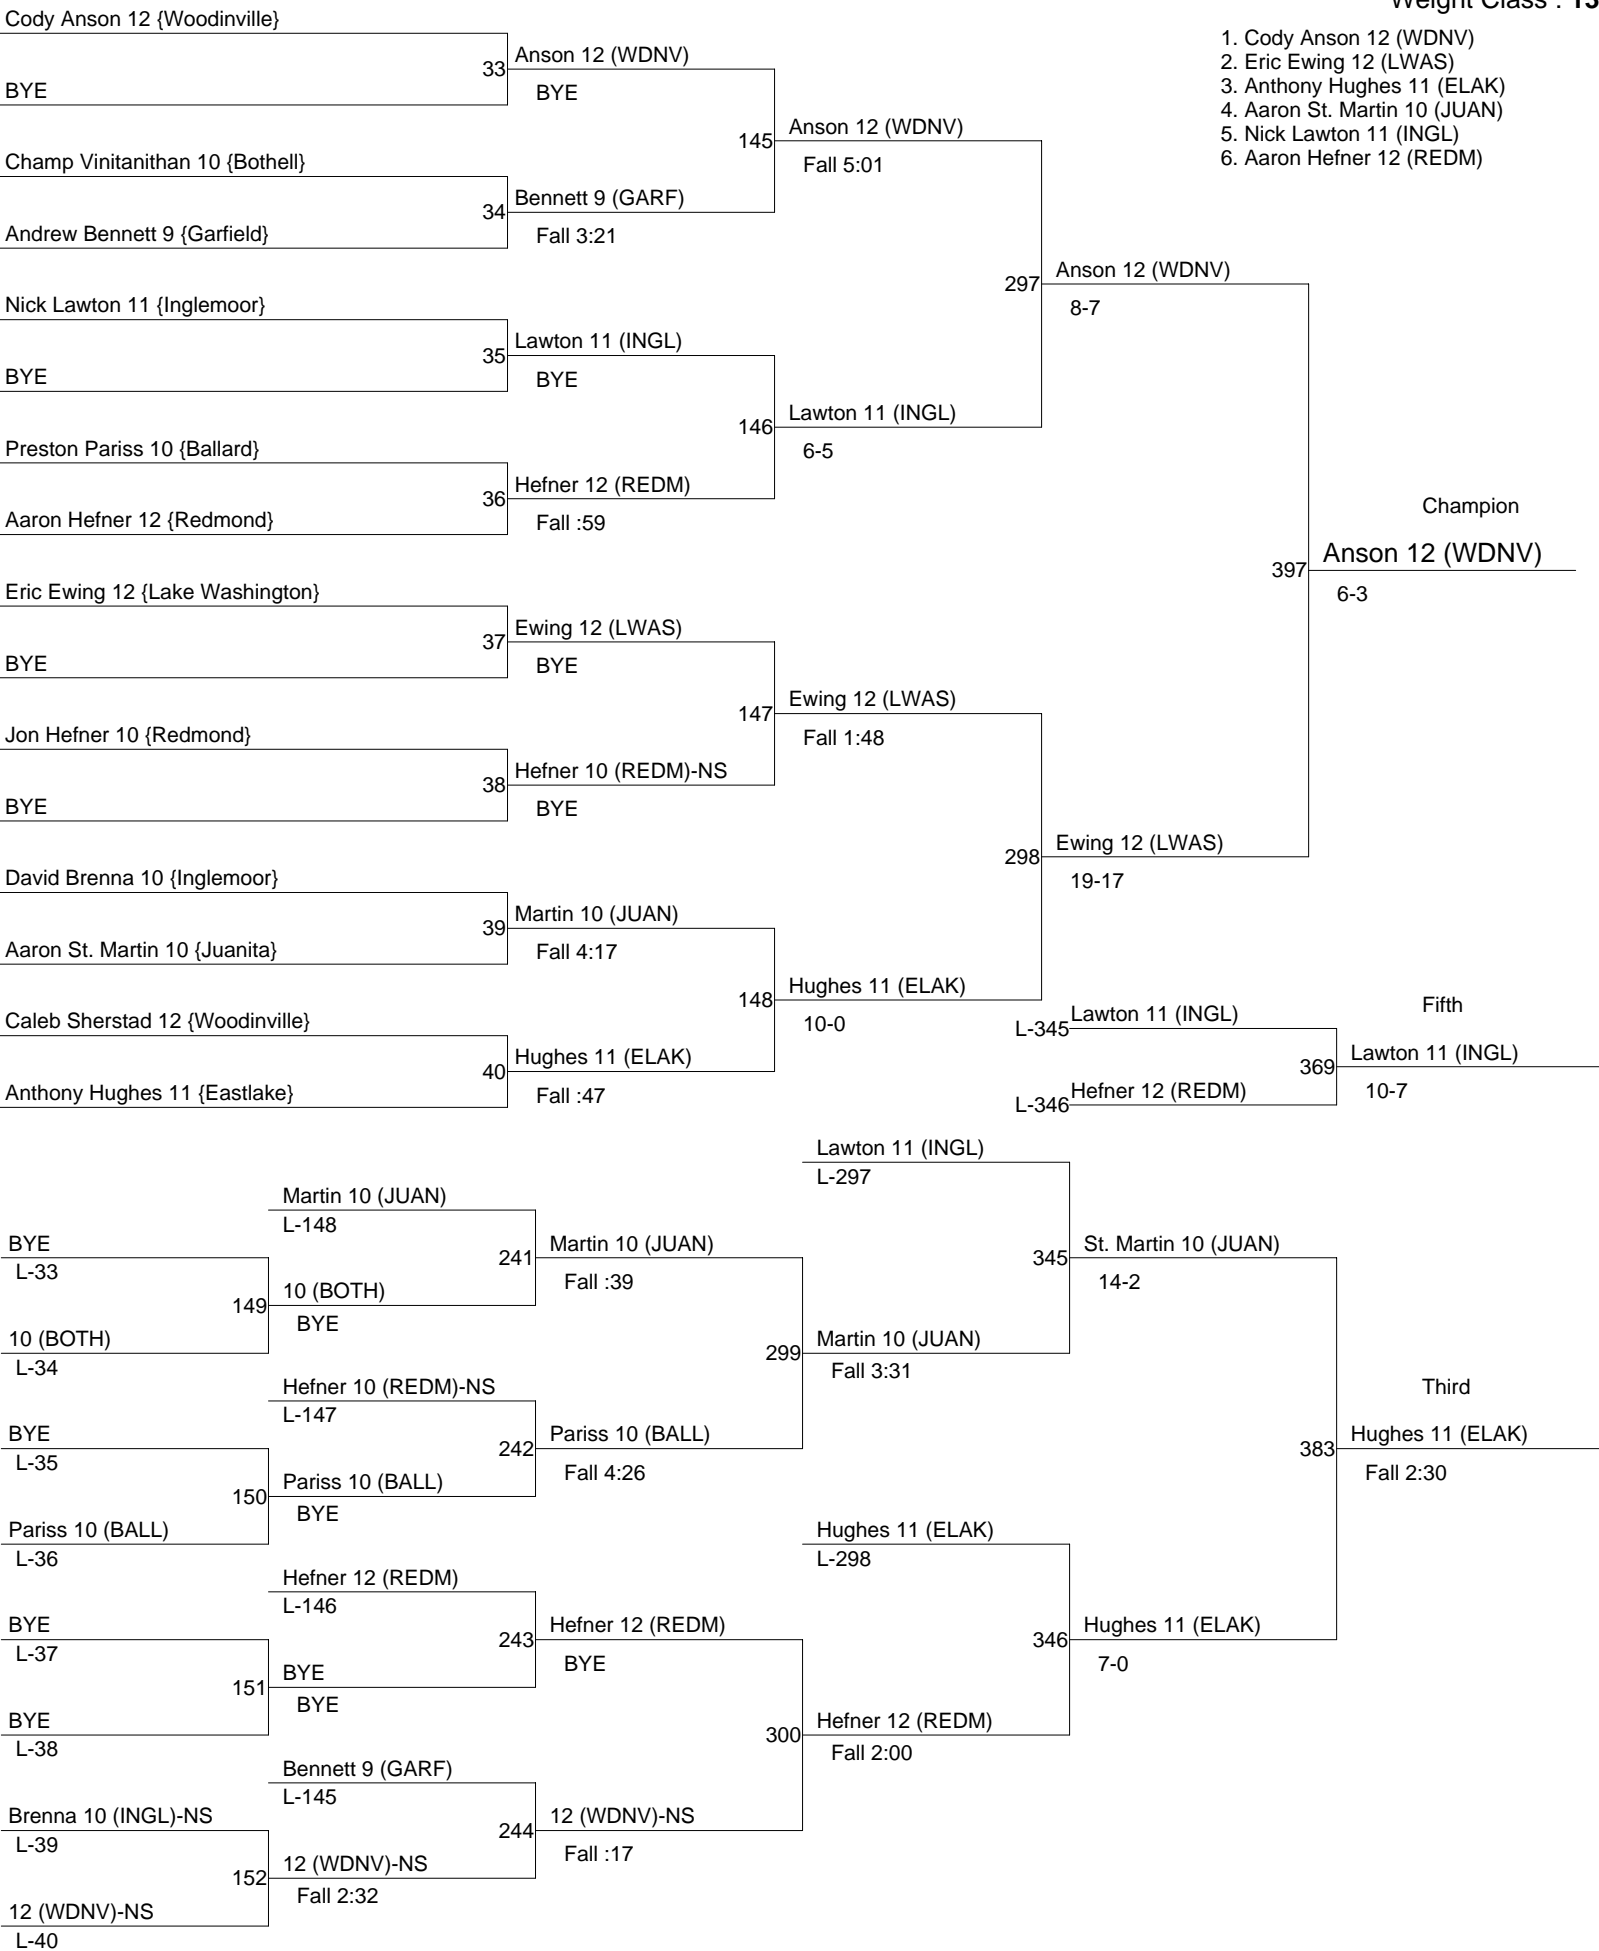 Weight Class : 13
1. Cody Anson 12 (WDNV)
2. Eric Ewing 12 (LWAS)
3. Anthony Hughes 11 (ELAK)
4. Aaron St. Martin 10 (JUAN)
5. Nick Lawton 11 (INGL)
6. Aaron Hefner 12 (REDM)
Cody Anson 12 {Woodinville}
33
Anson 12 (WDNV)
BYE
BYE
145
Anson 12 (WDNV)
Fall 5:01
Champ Vinitanithan 10 {Bothell}
34
Bennett 9 (GARF)
Fall 3:21
Andrew Bennett 9 {Garfield}
297
Anson 12 (WDNV)
8-7
Nick Lawton 11 {Inglemoor}
35
Lawton 11 (INGL)
BYE
BYE
146
Lawton 11 (INGL)
6-5
Preston Pariss 10 {Ballard}
36
Hefner 12 (REDM)
Fall :59
Aaron Hefner 12 {Redmond}
Champion
397
Anson 12 (WDNV)
6-3
Eric Ewing 12 {Lake Washington}
37
Ewing 12 (LWAS)
BYE
BYE
147
Ewing 12 (LWAS)
Fall 1:48
Jon Hefner 10 {Redmond}
38
Hefner 10 (REDM)-NS
BYE
BYE
298
Ewing 12 (LWAS)
19-17
David Brenna 10 {Inglemoor}
39
Martin 10 (JUAN)
Fall 4:17
Aaron St. Martin 10 {Juanita}
148
Hughes 11 (ELAK)
10-0
Caleb Sherstad 12 {Woodinville}
40
Hughes 11 (ELAK)
Fall :47
Anthony Hughes 11 {Eastlake}
Fifth
L-345
Lawton 11 (INGL)
369
Lawton 11 (INGL)
10-7
L-346
Hefner 12 (REDM)
Lawton 11 (INGL)
L-297
Martin 10 (JUAN)
L-148
BYE
L-33
241
Martin 10 (JUAN)
Fall :39
345
St. Martin 10 (JUAN)
14-2
149
10 (BOTH)
BYE
10 (BOTH)
L-34
299
Martin 10 (JUAN)
Fall 3:31
Hefner 10 (REDM)-NS
L-147
Third
BYE
L-35
242
Pariss 10 (BALL)
Fall 4:26
383
Hughes 11 (ELAK)
Fall 2:30
150
Pariss 10 (BALL)
BYE
Pariss 10 (BALL)
L-36
Hughes 11 (ELAK)
L-298
Hefner 12 (REDM)
L-146
BYE
L-37
243
Hefner 12 (REDM)
BYE
346
Hughes 11 (ELAK)
7-0
151
BYE
BYE
BYE
L-38
300
Hefner 12 (REDM)
Fall 2:00
Bennett 9 (GARF)
L-145
Brenna 10 (INGL)-NS
L-39
244
12 (WDNV)-NS
Fall :17
152
12 (WDNV)-NS
Fall 2:32
12 (WDNV)-NS
L-40